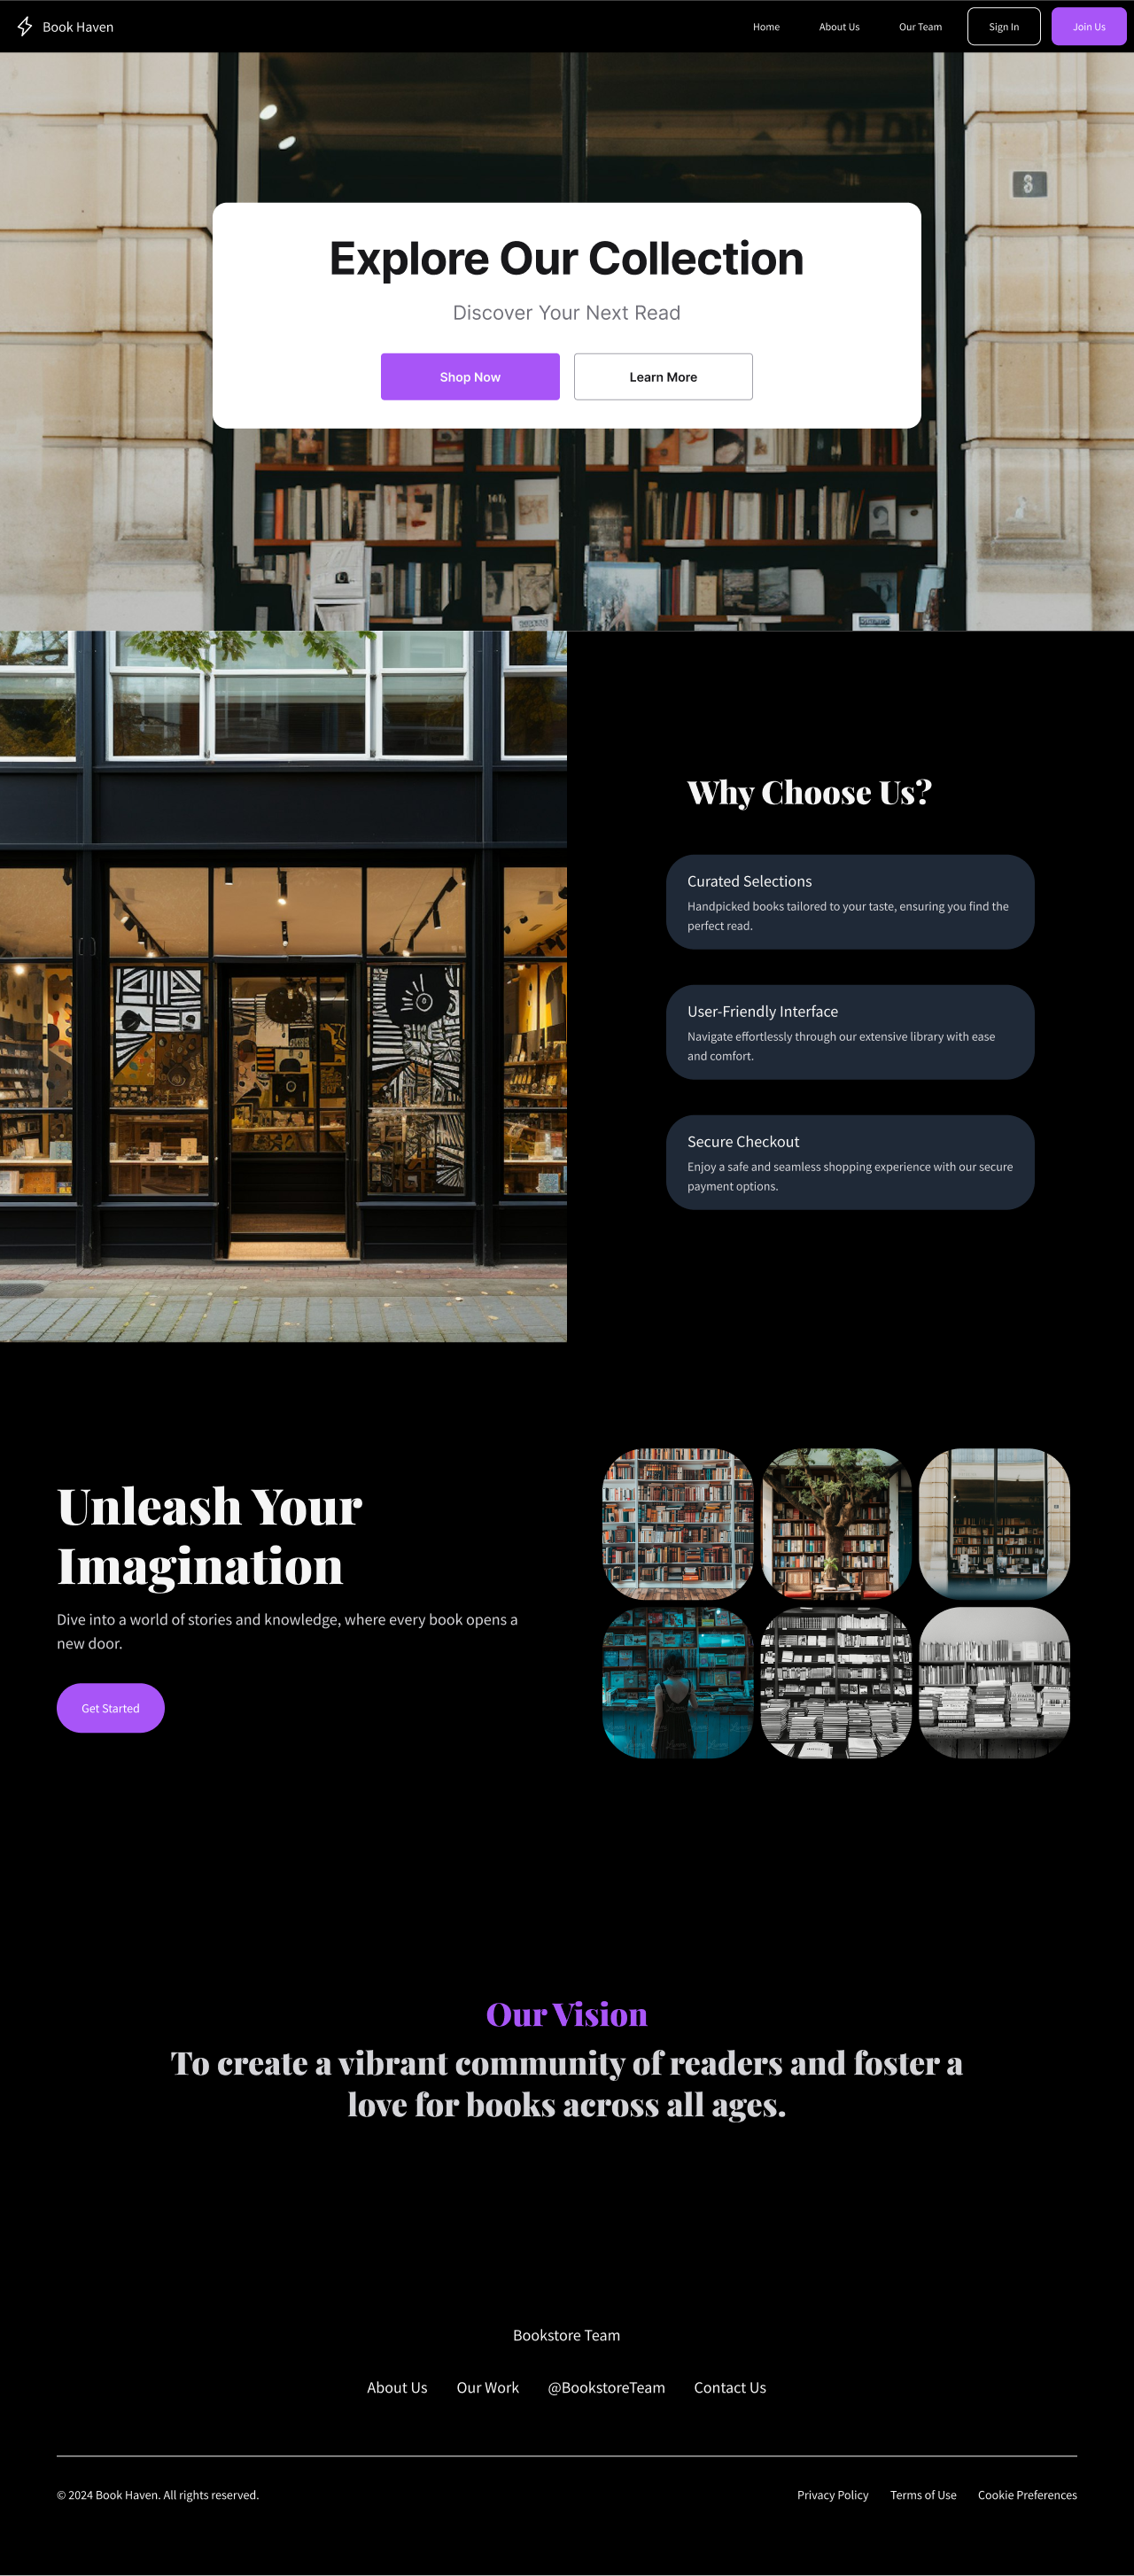 Book Haven
Home
About Us
Our Team
Sign In
Join Us
Explore Our Collection
Discover Your Next Read
Shop Now
Learn More
Why Choose Us?
Curated Selections
Handpicked books tailored to your taste, ensuring you find the
perfect read.
User-Friendly Interface
Navigate effortlessly through our extensive library with ease
and comfort.
Secure Checkout
Enjoy a safe and seamless shopping experience with our secure
payment options.
Unleash Your
Imagination
Dive into a world of stories and knowledge, where every book opens a
new door.
Get Started
Our Vision
To create a vibrant community of readers and foster a
love for books across all ages.
Bookstore Team
About Us
Our Work
@BookstoreTeam
Contact Us
© 2024 Book Haven. All rights reserved.
Privacy Policy
Terms of Use
Cookie Preferences